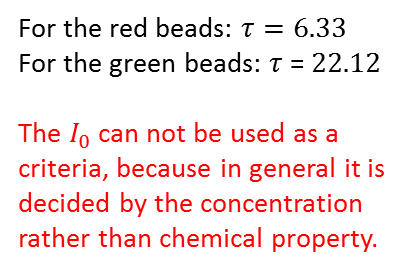 For the red beads: τ = 6.33
For the green beads: τ = 22.12
The I₀ can not be used as a
criteria, because in general it is
decided by the concentration
rather than chemical property.